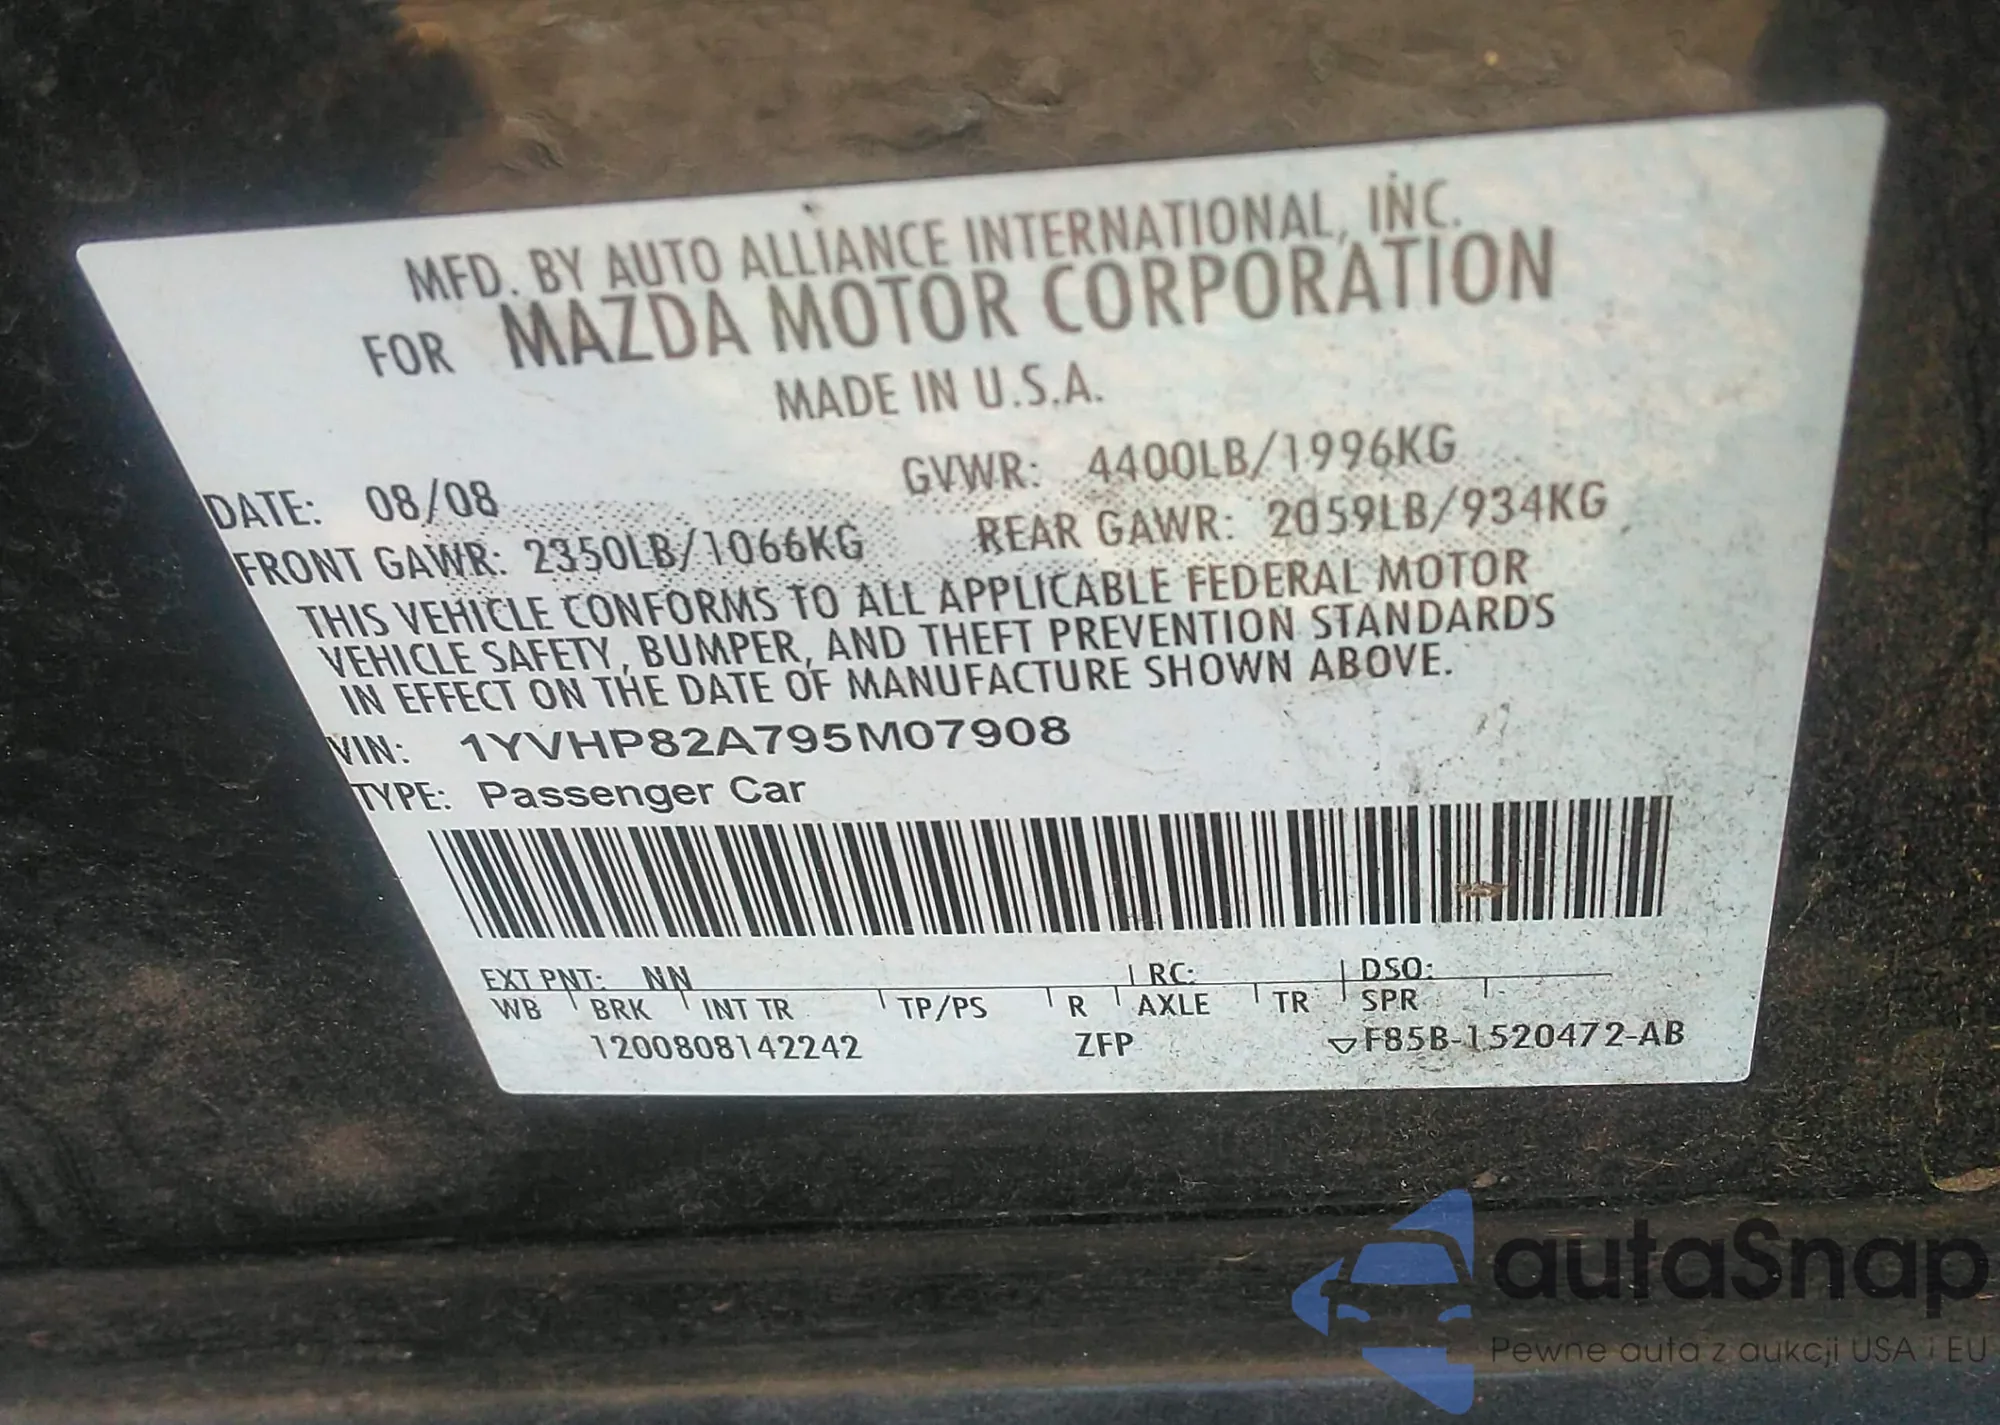 MFD. BY AUTO ALLIANCE INTERNATIONAL, INC.
FOR MAZDA MOTOR CORPORATION
MADE IN U.S.A.
DATE: 08/08 GVWR: 4400LB/1996KG
FRONT GAWR: 2350LB/1066KG REAR GAWR: 2059LB/934KG
THIS VEHICLE CONFORMS TO ALL APPLICABLE FEDERAL MOTOR
VEHICLE SAFETY, BUMPER, AND THEFT PREVENTION STANDARDS
IN EFFECT ON THE DATE OF MANUFACTURE SHOWN ABOVE.
VIN: 1YVHP82A795M07908
TYPE: Passenger Car
EXT PNT: NN RC: DSO:
WB BRK INT TR TP/PS R AXLE TR SPR
1200808142242 ZFP F85B-1520472-AB
autaSnap
Pewne auta z aukcji USA i EU